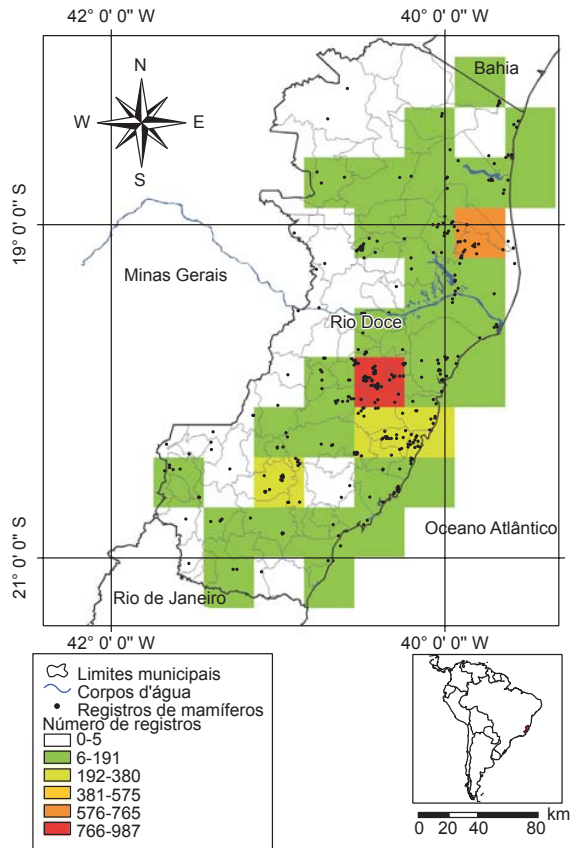 42° 0' 0" W
40° 0' 0" W
Bahia
N
W
E
S
19° 0' 0" S
Minas Gerais
Rio Doce
Oceano Atlântico
21° 0' 0" S
Rio de Janeiro
42° 0' 0" W
40° 0' 0" W
Limites municipais
Corpos d'água
Registros de mamíferos
Número de registros
0-5
6-191
192-380
381-575
576-765
766-987
km
0 20 40 80